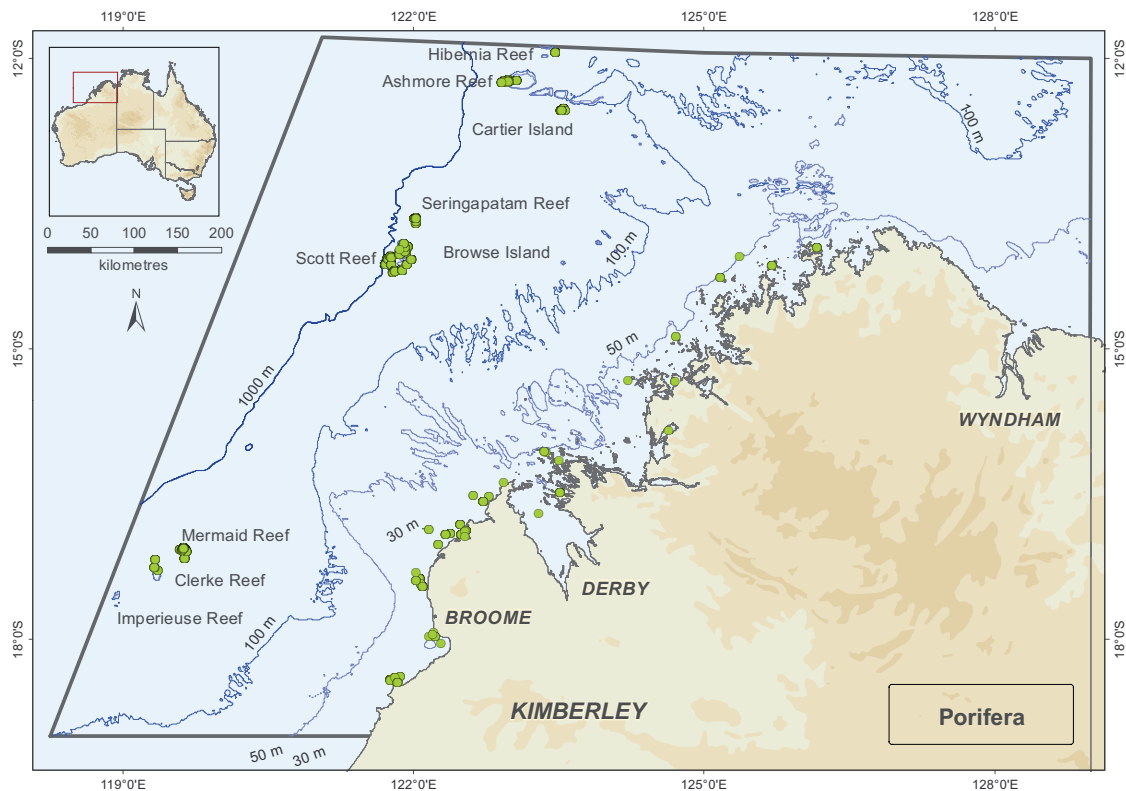 119°0'E 122°0'E 125°0'E 128°0'E
12°0'S 12°0'S
Hibernia Reef
Ashmore Reef
Cartier Island
100 m
Seringapatam Reef
0 50 100 150 200
kilometres
Scott Reef
Browse Island
100 m
N
15°0'S 15°0'S
50 m
1000 m
WYNDHAM
30 m
Mermaid Reef
Clerke Reef
DERBY
Imperieuse Reef
BROOME
100 m
18°0'S 18°0'S
KIMBERLEY
Porifera
50 m 30 m
119°0'E 122°0'E 125°0'E 128°0'E